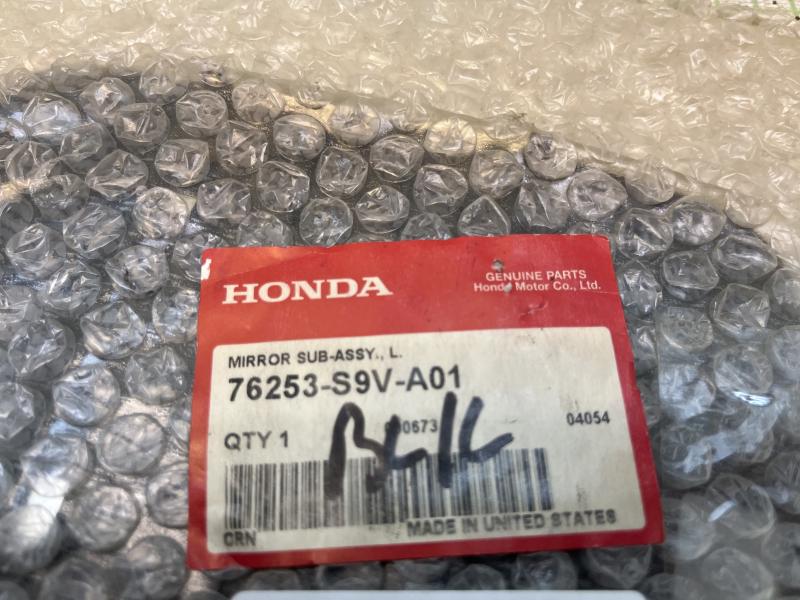 HONDA
GENUINE PARTS
Honda Motor Co., Ltd.
MIRROR SUB-ASSY., L.
76253-S9V-A01
QTY 1
04054
CRN
MADE IN UNITED STATES